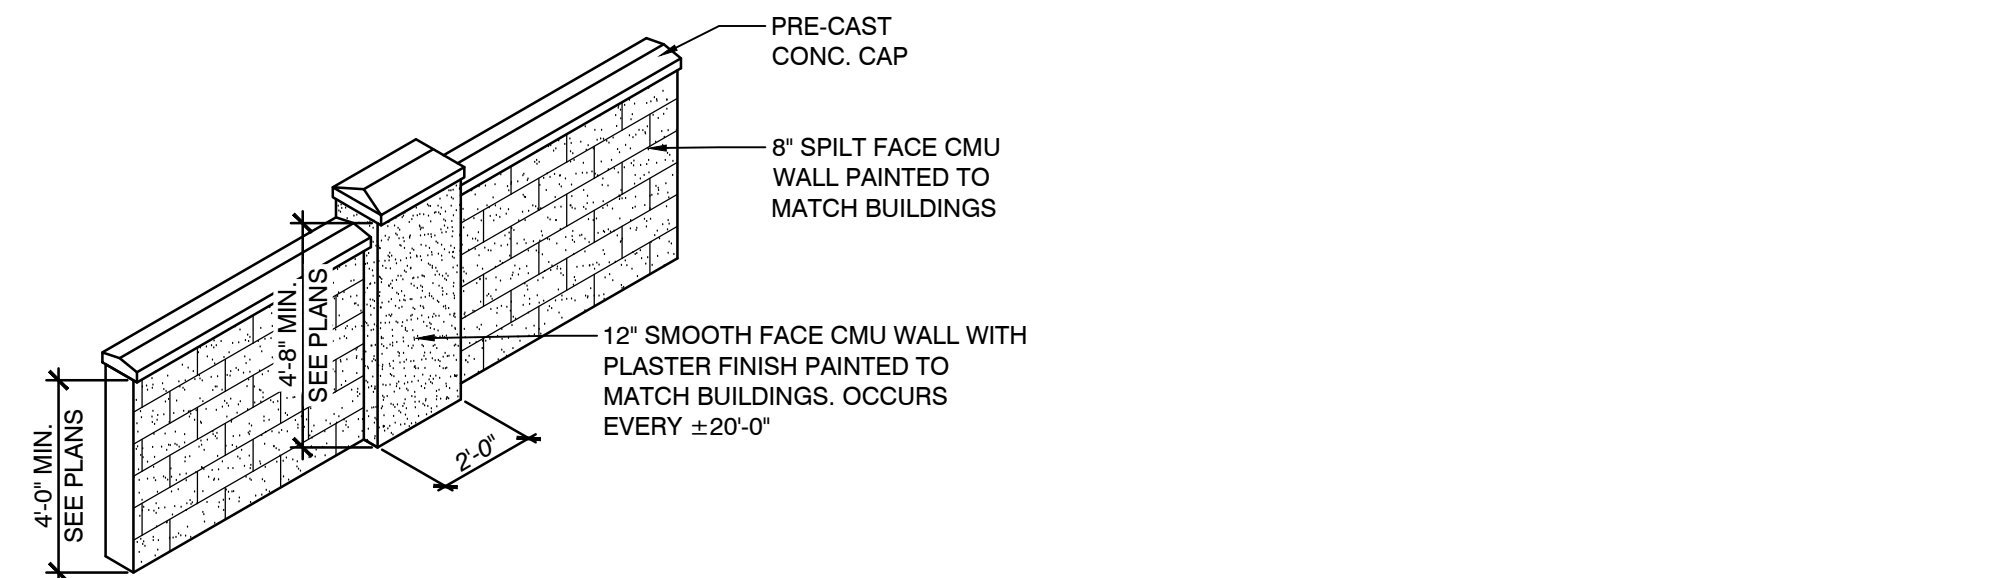 PRE-CAST
CONC. CAP
8" SPILT FACE CMU
WALL PAINTED TO
MATCH BUILDINGS
12" SMOOTH FACE CMU WALL WITH
PLASTER FINISH PAINTED TO
MATCH BUILDINGS. OCCURS
EVERY ±20'-0"
4'-8" MIN.
SEE PLANS
4'-0" MIN.
SEE PLANS
2'-0"